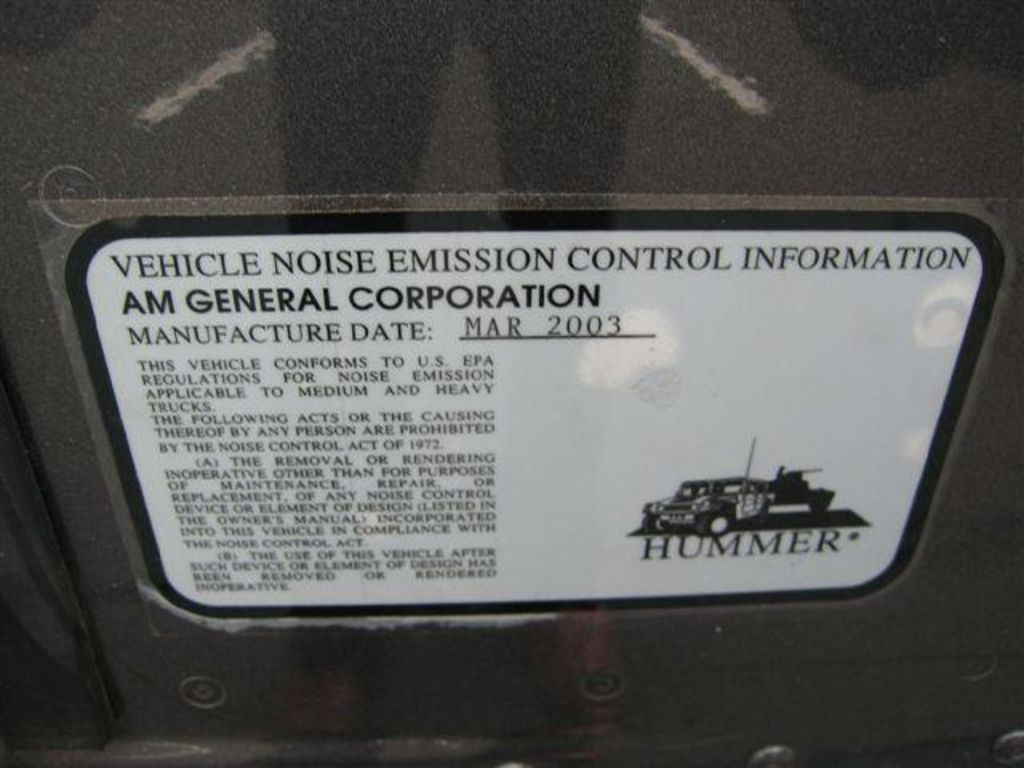 VEHICLE NOISE EMISSION CONTROL INFORMATION
AM GENERAL CORPORATION
MANUFACTURE DATE: MAR 2003
THIS VEHICLE CONFORMS TO U.S. EPA
REGULATIONS FOR NOISE EMISSION
APPLICABLE TO MEDIUM AND HEAVY
TRUCKS.
THE FOLLOWING ACTS OR THE CAUSING
THEREOF BY ANY PERSON ARE PROHIBITED
BY THE NOISE CONTROL ACT OF 1972.
(A) THE REMOVAL OR RENDERING
INOPERATIVE OTHER THAN FOR PURPOSES
OF MAINTENANCE, REPAIR, OR
REPLACEMENT, OF ANY NOISE CONTROL
DEVICE OR ELEMENT OF DESIGN (LISTED IN
THE OWNER'S MANUAL) INCORPORATED
INTO THIS VEHICLE IN COMPLIANCE WITH
THE NOISE CONTROL ACT.
(B) THE USE OF THIS VEHICLE AFTER
SUCH DEVICE OR ELEMENT OF DESIGN HAS
BEEN REMOVED OR RENDERED
INOPERATIVE.
HUMMER®